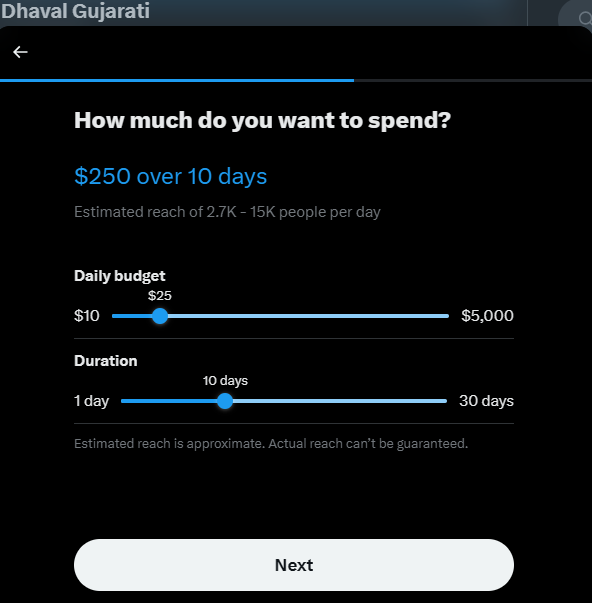 Dhaval Gujarati
How much do you want to spend?
$250 over 10 days
Estimated reach of 2.7K - 15K people per day
Daily budget
$25
$10 $5,000
Duration
10 days
1 day 30 days
Estimated reach is approximate. Actual reach can't be guaranteed.
Next